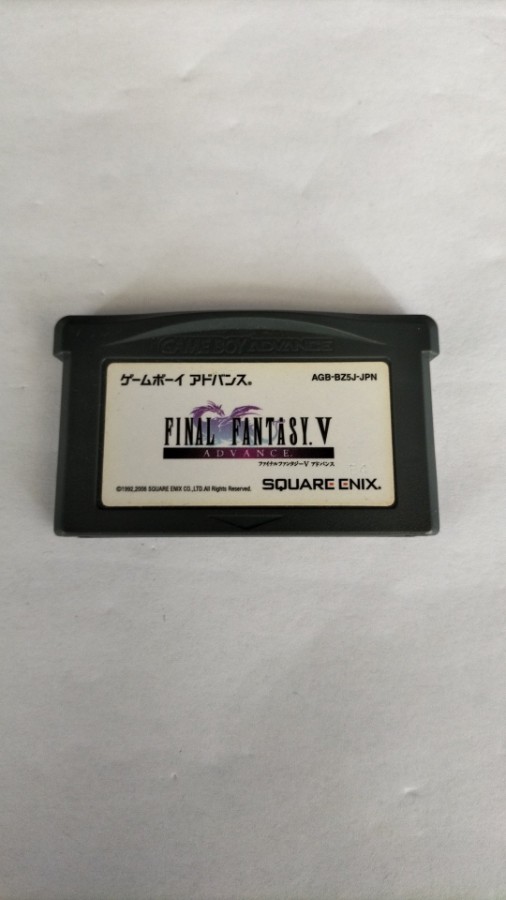 GAME BOY ADVANCE
ゲームボーイ アドバンス®
AGB-BZ5J-JPN
FINAL FANTASY® V
ADVANCE
ファイナルファンタジーV アドバンス
©1992,2006 SQUARE ENIX CO.,LTD.All Rights Reserved.
SQUARE ENIX®